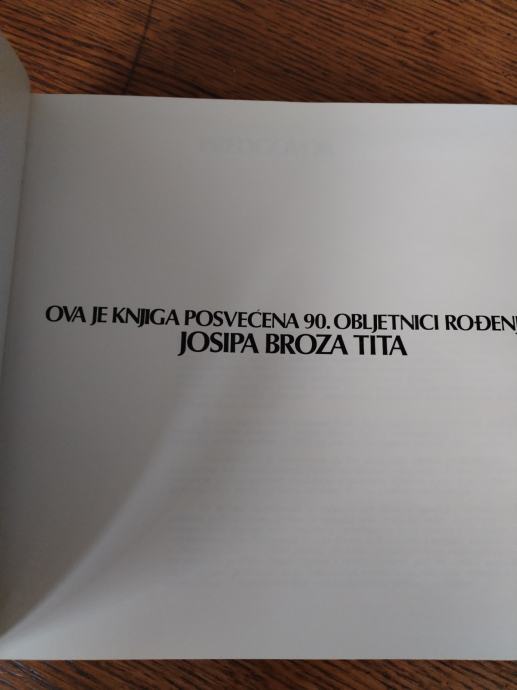 OVA JE KNJIGA POSVEĆENA 90. OBLJETNICI ROĐENJ
JOSIPA BROZA TITA